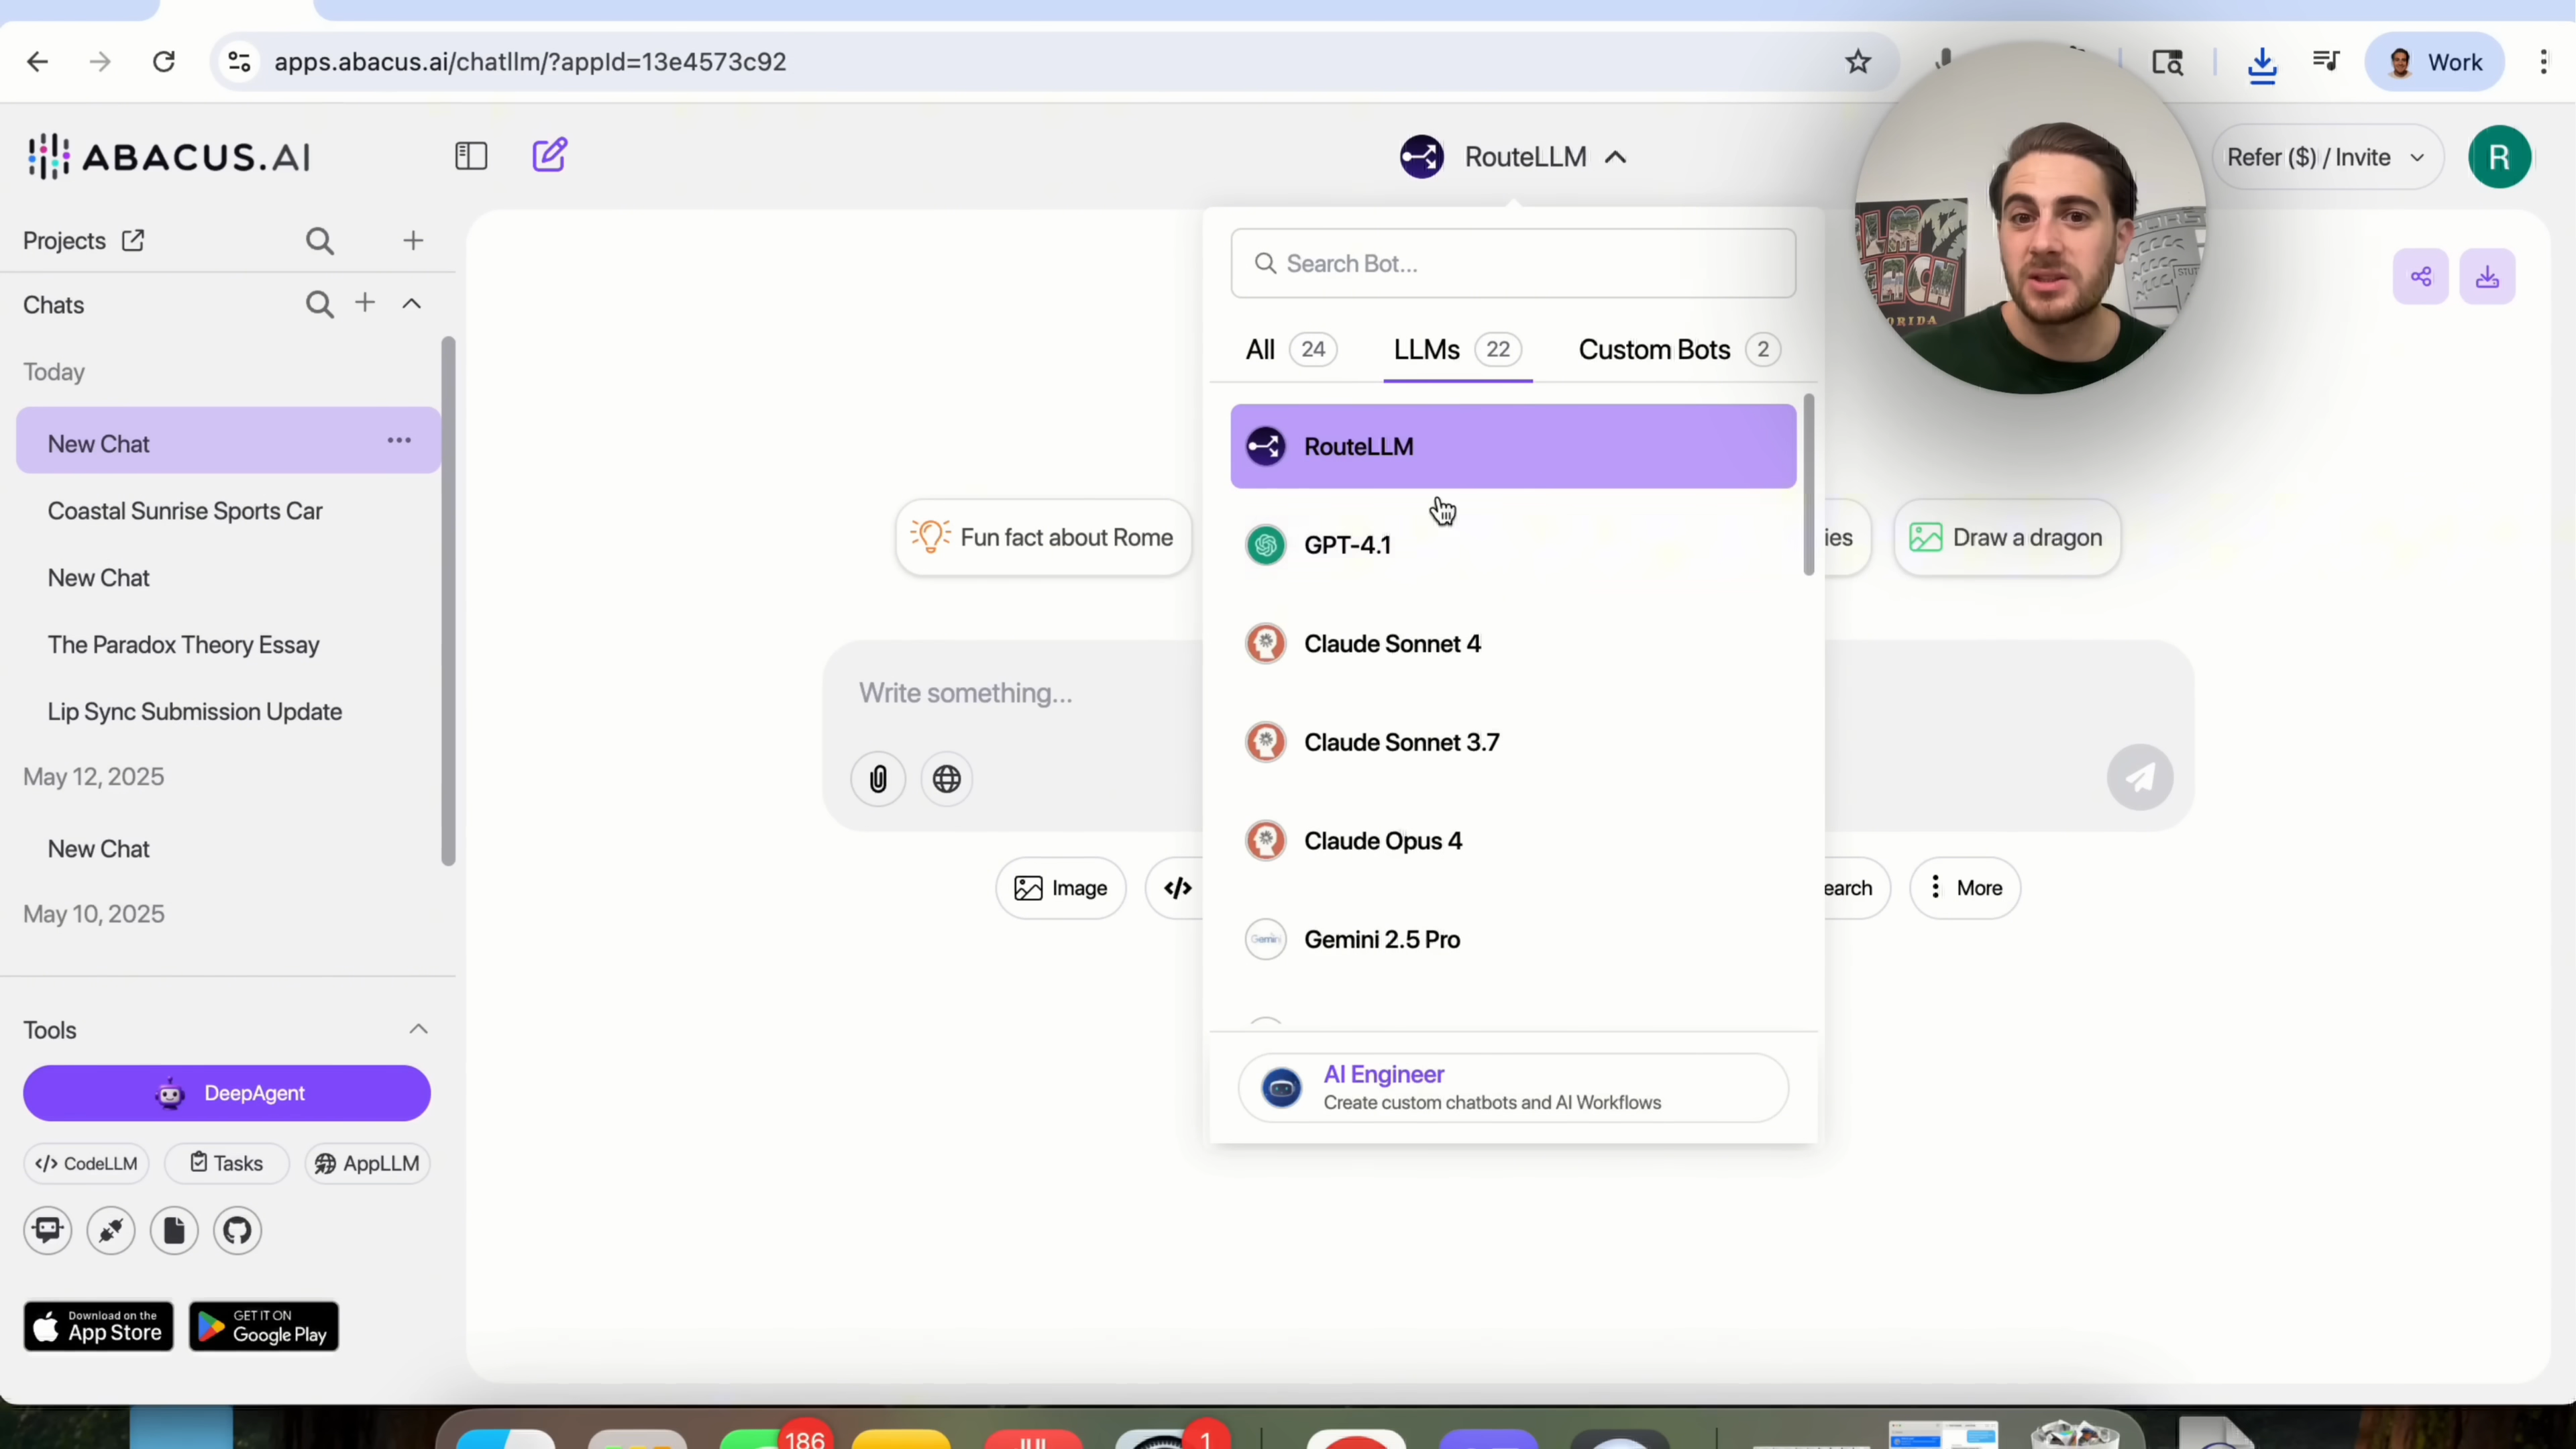 apps.abacus.ai/chatllm/?appId=13e4573c92
Work
ABACUS.AI
RouteLLM
Refer ($) / Invite
R
Projects
Chats
Today
New Chat
Coastal Sunrise Sports Car
New Chat
The Paradox Theory Essay
Lip Sync Submission Update
May 12, 2025
New Chat
May 10, 2025
Tools
DeepAgent
</> CodeLLM
Tasks
AppLLM
Download on the
App Store
GET IT ON
Google Play
Search Bot...
All 24
LLMs 22
Custom Bots 2
RouteLLM
GPT-4.1
Claude Sonnet 4
Claude Sonnet 3.7
Claude Opus 4
Gemini
Gemini 2.5 Pro
AI Engineer
Create custom chatbots and AI Workflows
Fun fact about Rome
ies
Draw a dragon
Write something...
Image
</>
earch
More
186
JUL
1